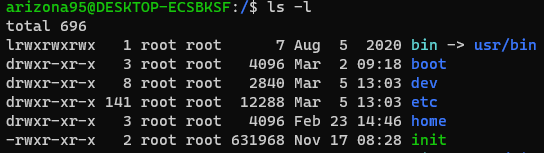 arizona95@DESKTOP-ECSBKSF:/$ ls -l
total 696
lrwxrwxrwx   1 root root      7 Aug  5  2020 bin -> usr/bin
drwxr-xr-x   3 root root   4096 Mar  2 09:18 boot
drwxr-xr-x   8 root root   2840 Mar  5 13:03 dev
drwxr-xr-x 141 root root  12288 Mar  5 13:03 etc
drwxr-xr-x   3 root root   4096 Feb 23 14:46 home
-rwxr-xr-x   2 root root 631968 Nov 17 08:28 init